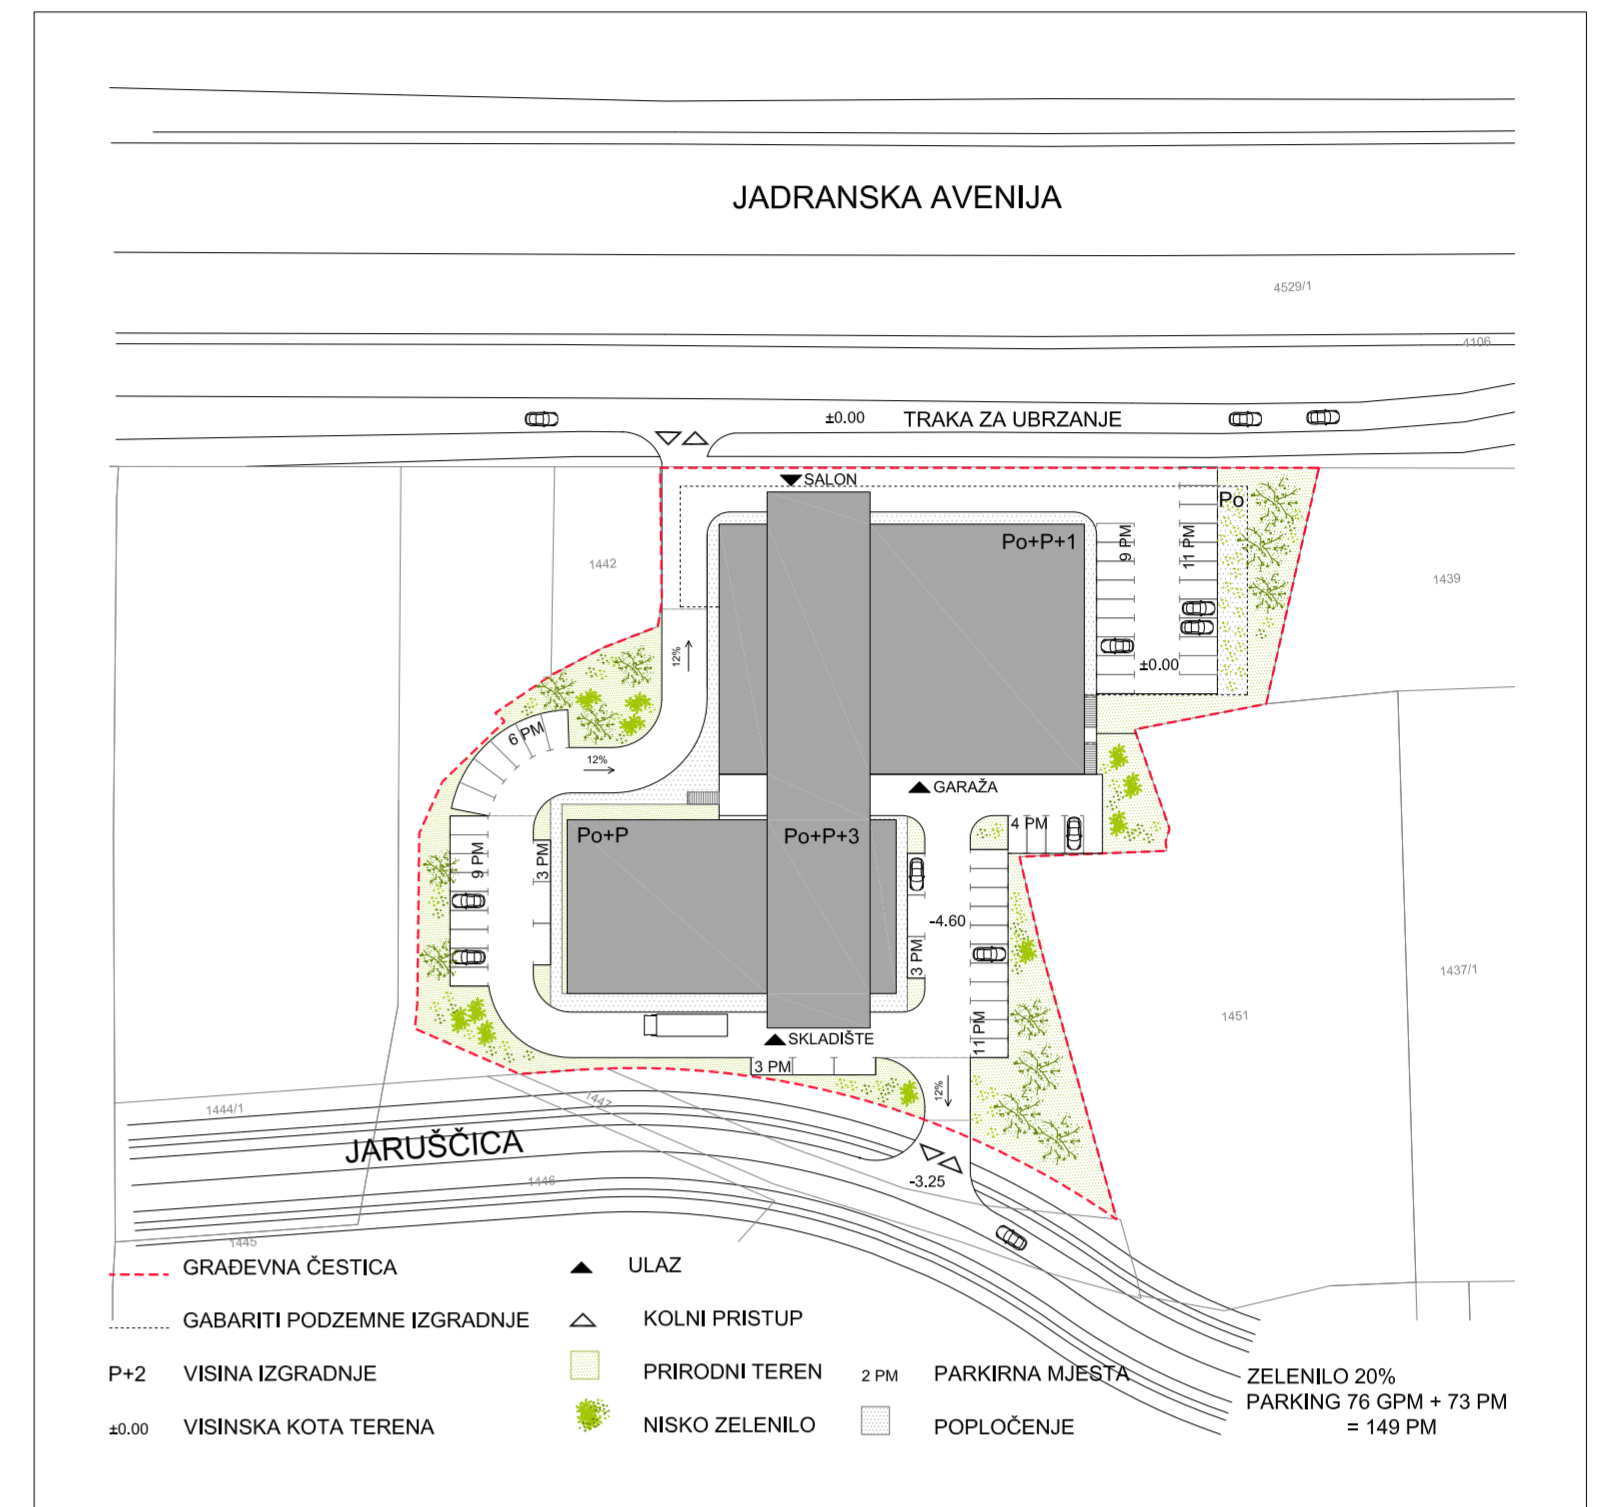 JADRANSKA AVENIJA
4529/1
4106
±0.00 TRAKA ZA UBRZANJE
SALON
Po
Po+P+1
9 PM
11 PM
1442
1439
12%
±0.00
6 PM
12%
GARAŽA
4 PM
Po+P
Po+P+3
9 PM
3 PM
-4.60
3 PM
1437/1
1451
11 PM
SKLADIŠTE
3 PM
12%
1444/1
1447
JARUŠČICA
1446
-3.25
1445
GRAĐEVNA ČESTICA
ULAZ
GABARITI PODZEMNE IZGRADNJE
KOLNI PRISTUP
P+2 VISINA IZGRADNJE
PRIRODNI TEREN
2 PM PARKIRNA MJESTA
±0.00 VISINSKA KOTA TERENA
NISKO ZELENILO
POPLOČENJE
ZELENILO 20%
PARKING 76 GPM + 73 PM
= 149 PM